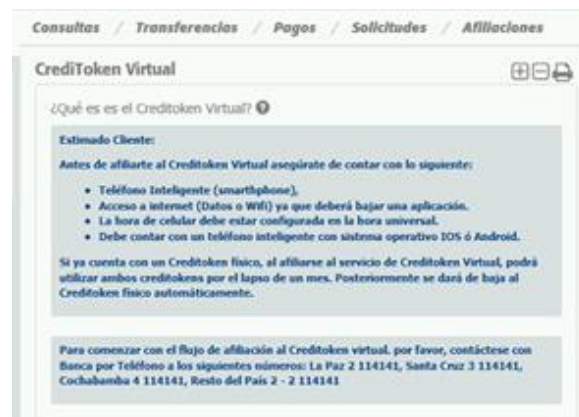 Consultas / Transferencias / Pagos / Solicitudes / Afiliaciones
CrediToken Virtual
¿Qué es es el Creditoken Virtual?
Estimado Cliente:
Antes de afiliarte al Creditoken Virtual asegúrate de contar con lo siguiente:
• Teléfono Inteligente (smarthphone),
• Acceso a internet (Datos o Wifi) ya que deberá bajar una aplicación.
• La hora de celular debe estar configurada en la hora universal.
• Debe contar con un teléfono inteligente con sistema operativo IOS ó Android.
Si ya cuenta con un Creditoken físico, al afiliarse al servicio de Creditoken Virtual, podrá
utilizar ambos creditokens por el lapso de un mes. Posteriormente se dará de baja al
Creditoken físico automáticamente.
Para comenzar con el flujo de afiliación al Creditoken virtual. por favor, contáctese con
Banca por Teléfono a los siguientes números: La Paz 2 114141, Santa Cruz 3 114141,
Cochabamba 4 114141, Resto del País 2 - 2 114141